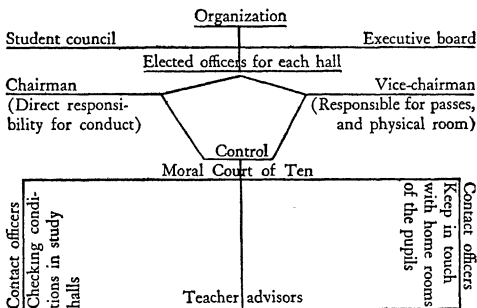 Organization
Student council
Executive board
Elected officers for each hall
Chairman
(Direct responsi-
bility for conduct)
Vice-chairman
(Responsible for passes,
and physical room)
Control
Moral Court of Ten
Contact officers
Checking condi-
tions in study
halls
Contact officers
Keep in touch
with home rooms
of the pupils
Teacher advisors